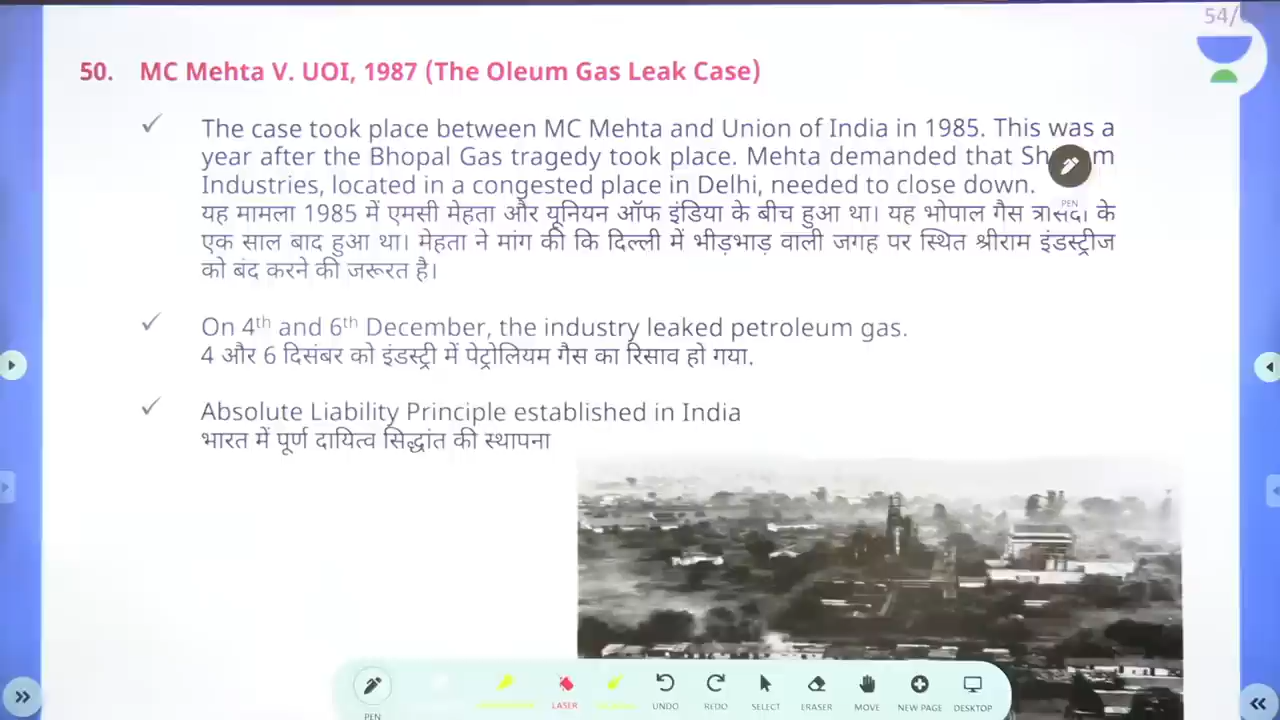 54/
50. MC Mehta V. UOI, 1987 (The Oleum Gas Leak Case)
✓ The case took place between MC Mehta and Union of India in 1985. This was a
year after the Bhopal Gas tragedy took place. Mehta demanded that
Industries, located in a congested place in Delhi, needed to close down.
PEN
यह मामला 1985 में एमसी मेहता और यूनियन ऑफ इंडिया के बीच हुआ था। यह भोपाल गैस त्रासदी के
एक साल बाद हुआ था। मेहता ने मांग की कि दिल्ली में भीड़भाड़ वाली जगह पर स्थित श्रीराम इंडस्ट्रीज
को बंद करने की जरूरत है।
✓ On 4th and 6th December, the industry leaked petroleum gas.
4 और 6 दिसंबर को इंडस्ट्री में पेट्रोलियम गैस का रिसाव हो गया.
✓ Absolute Liability Principle established in India
भारत में पूर्ण दायित्व सिद्धांत की स्थापना
PEN LASER UNDO REDO SELECT ERASER MOVE NEW PAGE DESKTOP